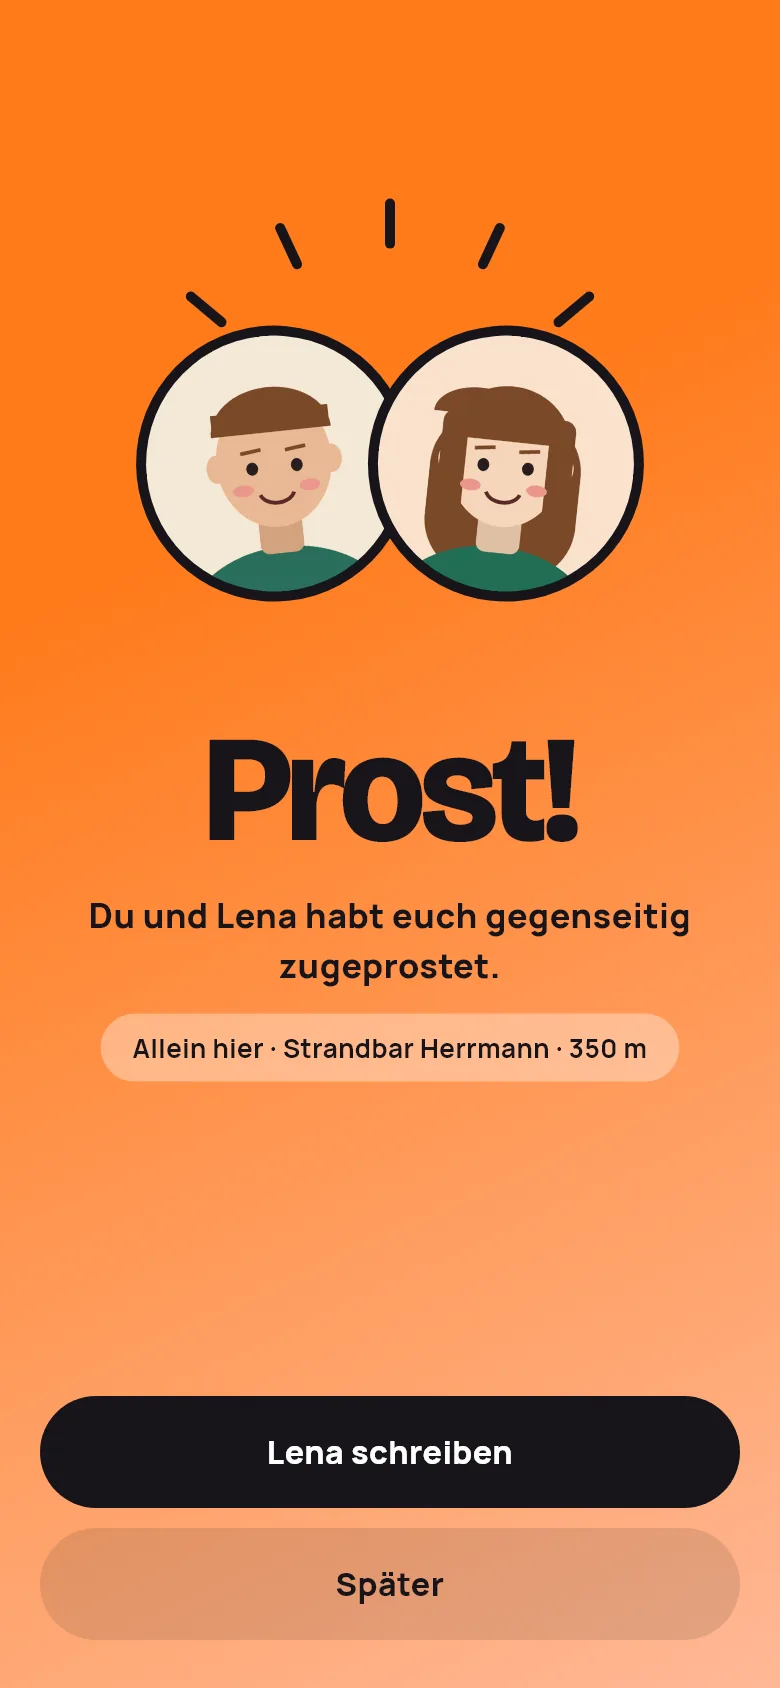 Prost!
Du und Lena habt euch gegenseitig
zugeprostet.
Allein hier · Strandbar Herrmann · 350 m
Lena schreiben
Später